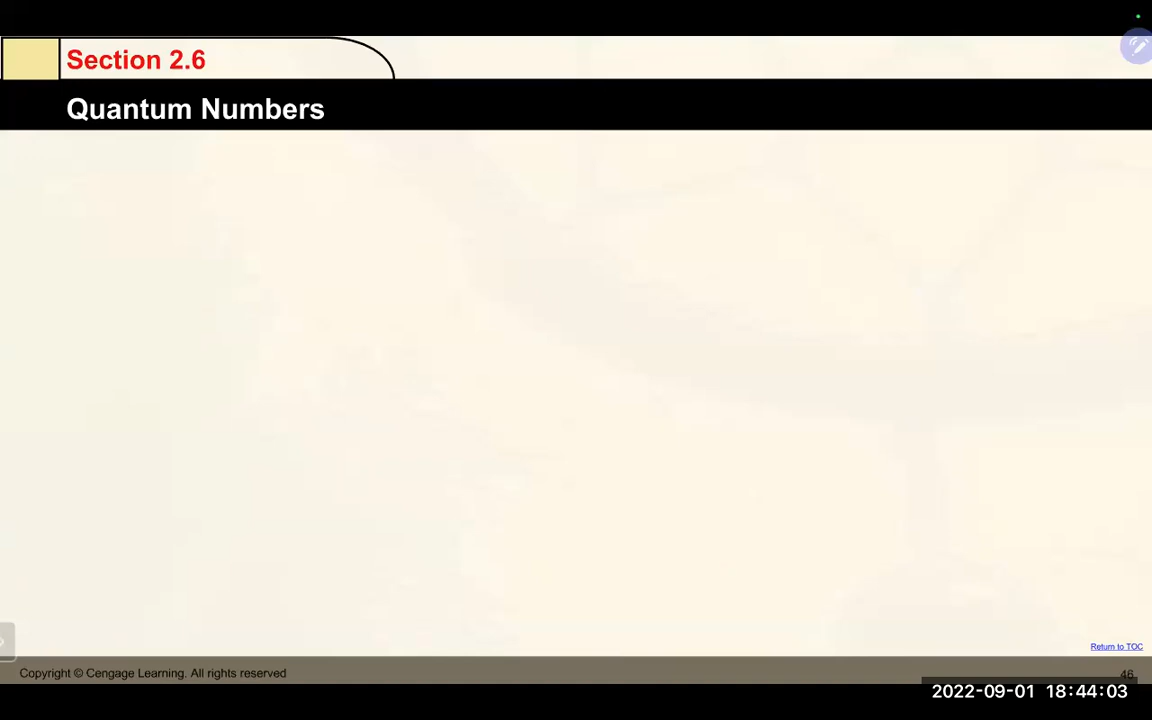 Section 2.6
Quantum Numbers
Return to TOC
Copyright © Cengage Learning. All rights reserved
46
2022-09-01 18:44:03